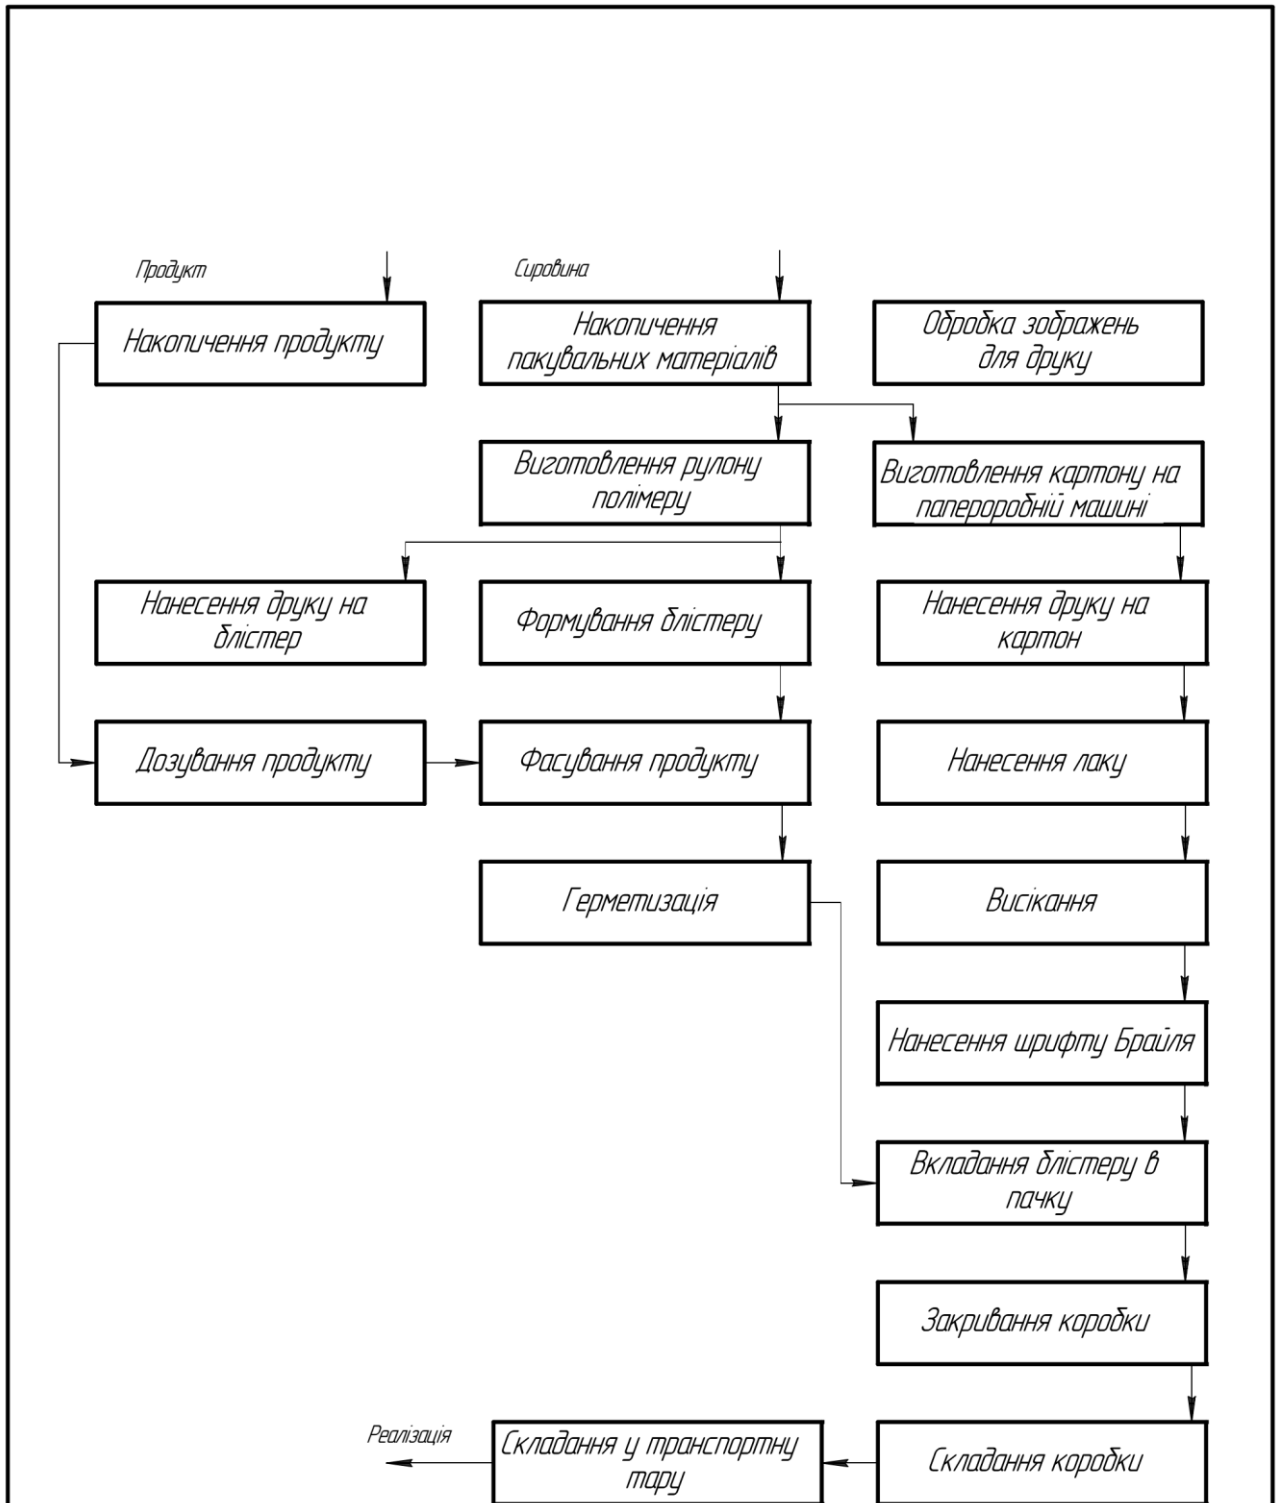 Продукт
Сировина
Накопичення продукту
Накопичення
пакувальних матеріалів
Обробка зображень
для друку
Виготовлення рулону
полімеру
Виготовлення картону на
папероробній машині
Нанесення друку на
блістер
Формування блістеру
Нанесення друку на
картон
Дозування продукту
Фасування продукту
Нанесення лаку
Герметизація
Висікання
Нанесення шрифту Брайля
Вкладання блістеру в
пачку
Закривання коробки
Реалізація
Складання у транспортну
тару
Складання коробки